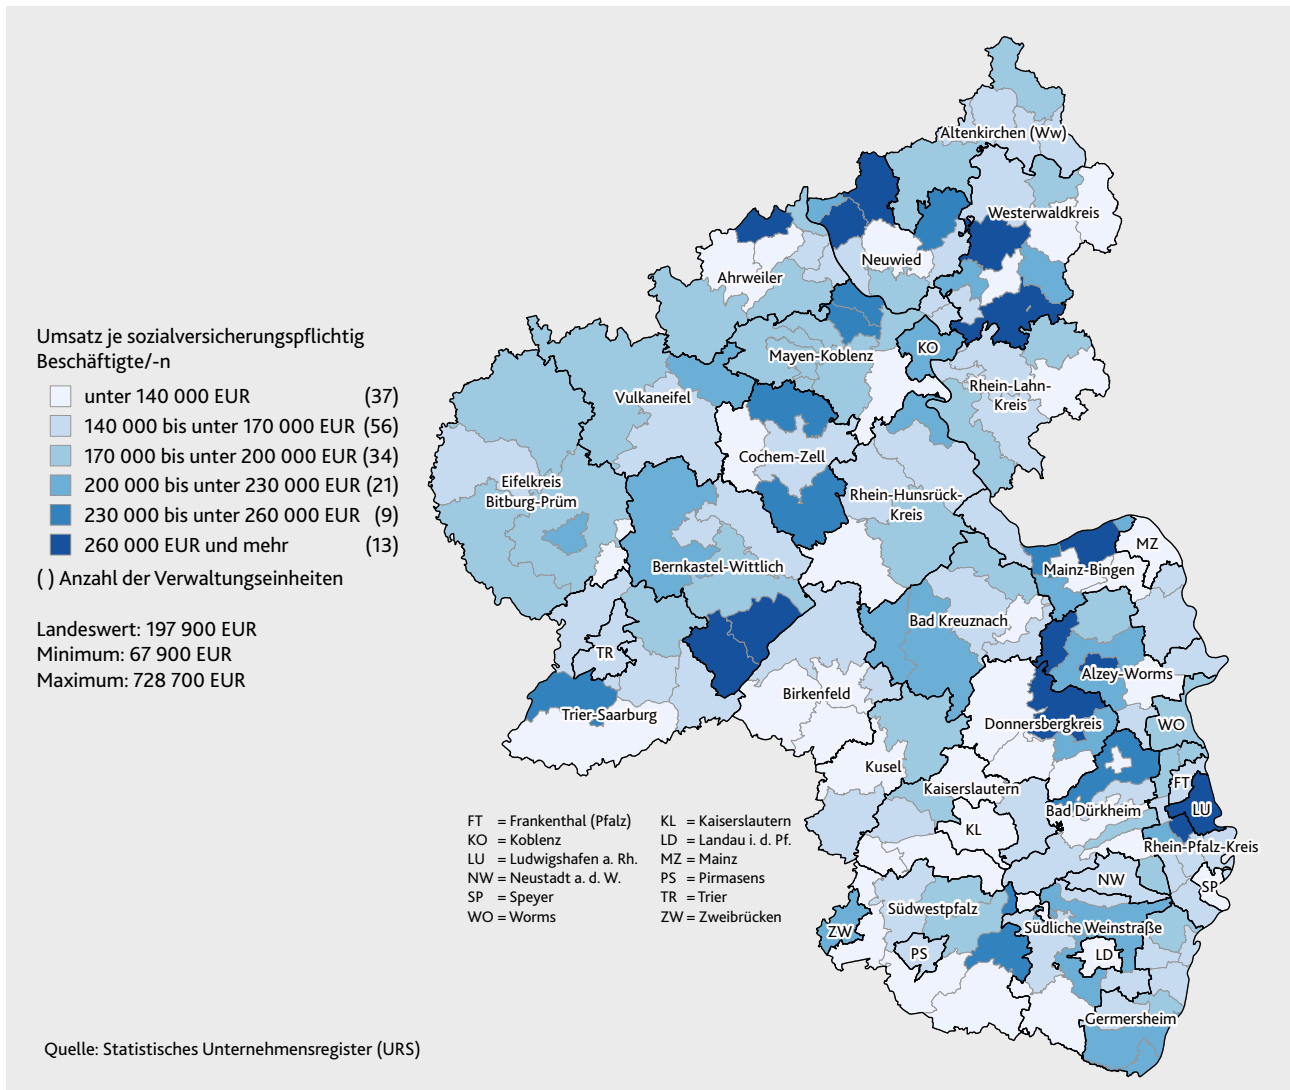 Altenkirchen (Ww)
Westerwaldkreis
Neuwied
Ahrweiler
Umsatz je sozialversicherungspflichtig
Beschäftigte/-n
unter 140 000 EUR (37)
140 000 bis unter 170 000 EUR (56)
170 000 bis unter 200 000 EUR (34)
200 000 bis unter 230 000 EUR (21)
230 000 bis unter 260 000 EUR (9)
260 000 EUR und mehr (13)
( ) Anzahl der Verwaltungseinheiten
Landeswert: 197 900 EUR
Minimum: 67 900 EUR
Maximum: 728 700 EUR
KO
Mayen-Koblenz
Rhein-Lahn-
Kreis
Vulkaneifel
Cochem-Zell
Eifelkreis
Bitburg-Prüm
Rhein-Hunsrück-
Kreis
MZ
Mainz-Bingen
Bernkastel-Wittlich
Bad Kreuznach
TR
Alzey-Worms
Birkenfeld
Trier-Saarburg
Donnersbergkreis
WO
Kusel
Kaiserslautern
FT
Bad Dürkheim
LU
KL
Rhein-Pfalz-Kreis
NW
SP
Südwestpfalz
Südliche Weinstraße
ZW
PS
LD
Germersheim
FT = Frankenthal (Pfalz)
KO = Koblenz
LU = Ludwigshafen a. Rh.
NW = Neustadt a. d. W.
SP = Speyer
WO = Worms
KL = Kaiserslautern
LD = Landau i. d. Pf.
MZ = Mainz
PS = Pirmasens
TR = Trier
ZW = Zweibrücken
Quelle: Statistisches Unternehmensregister (URS)